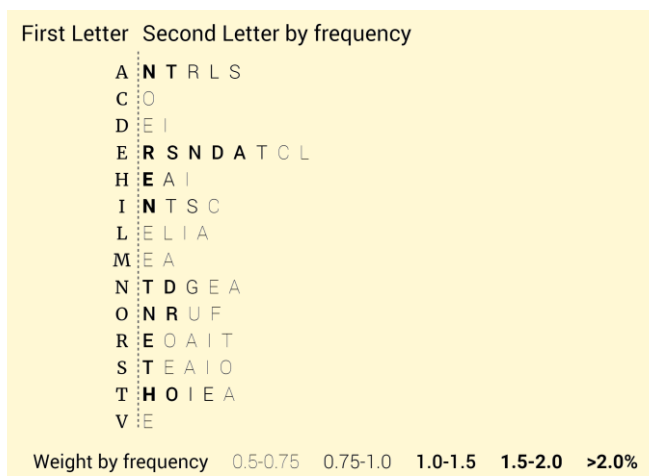 First Letter Second Letter by frequency
A N T R L S
C O
D E I
E R S N D A T C L
H E A I
I N T S C
L E L I A
M E A
N T D G E A
O N R U F
R E O A I T
S T E A I O
T H O I E A
V E
Weight by frequency 0.5-0.75 0.75-1.0 1.0-1.5 1.5-2.0 >2.0%